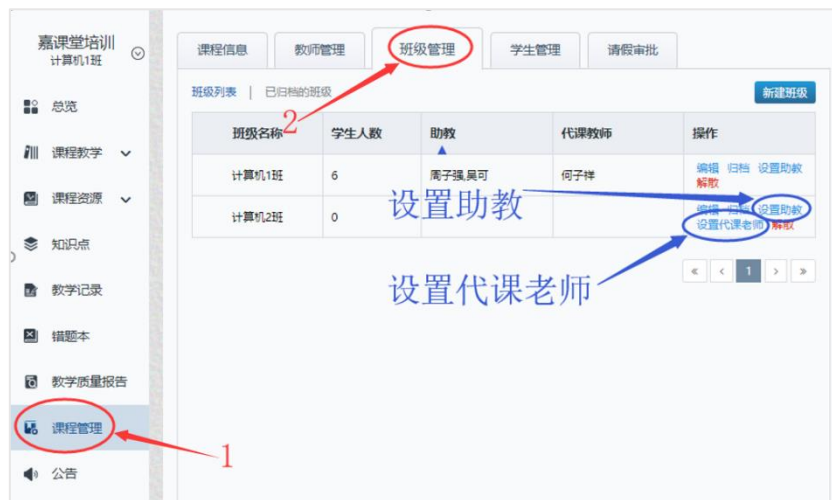 嘉课堂培训
计算机1班
总览
课程教学
课程资源
知识点
教学记录
错题本
教学质量报告
课程管理
公告
1
课程信息 教师管理 班级管理 学生管理 请假审批
班级列表 | 已归档的班级 新建班级
2
班级名称 学生人数 助教 代课教师 操作
计算机1班 6 周子强,吴可 何子祥 编辑 归档 设置助教
解散
计算机2班 0 编辑 归档 设置助教
设置代课老师 解散
设置助教
设置代课老师
« < 1 > »